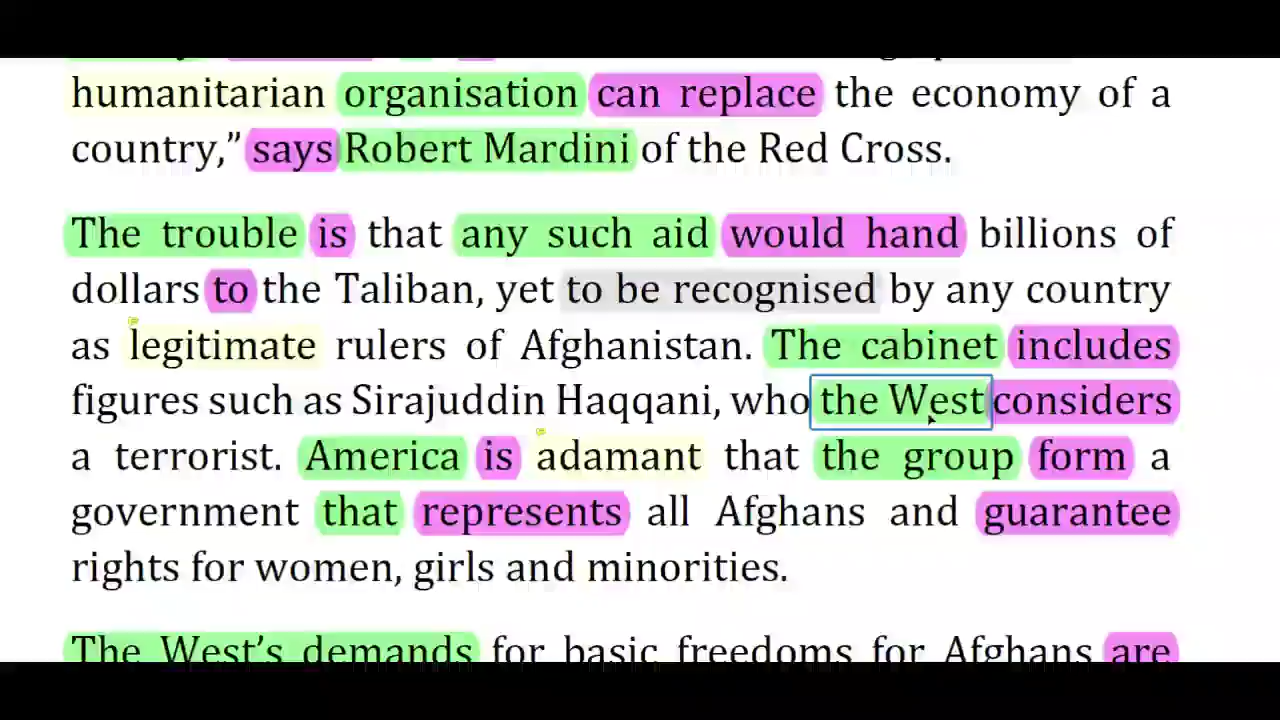 humanitarian organisation can replace the economy of a
country,” says Robert Mardini of the Red Cross.
The trouble is that any such aid would hand billions of
dollars to the Taliban, yet to be recognised by any country
as legitimate rulers of Afghanistan. The cabinet includes
figures such as Sirajuddin Haqqani, who the West considers
a terrorist. America is adamant that the group form a
government that represents all Afghans and guarantee
rights for women, girls and minorities.
The West’s demands for basic freedoms for Afghans are